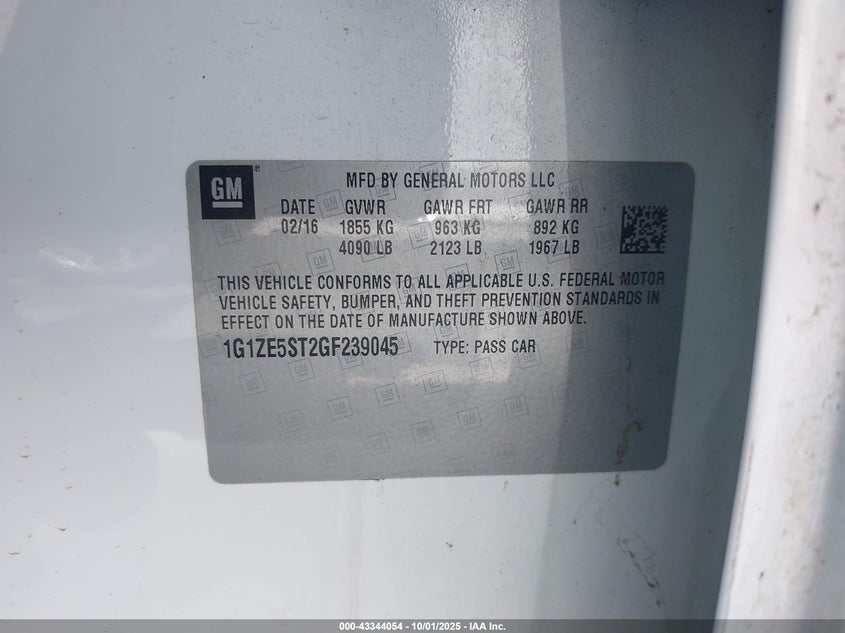 GM
MFD BY GENERAL MOTORS LLC
DATE GVWR GAWR FRT GAWR RR
02/16 1855 KG 963 KG 892 KG
4090 LB 2123 LB 1967 LB
THIS VEHICLE CONFORMS TO ALL APPLICABLE U.S. FEDERAL MOTOR
VEHICLE SAFETY, BUMPER, AND THEFT PREVENTION STANDARDS IN
EFFECT ON THE DATE OF MANUFACTURE SHOWN ABOVE.
1G1ZE5ST2GF239045 TYPE: PASS CAR
000-43344054 - 10/01/2025 - IAA Inc.